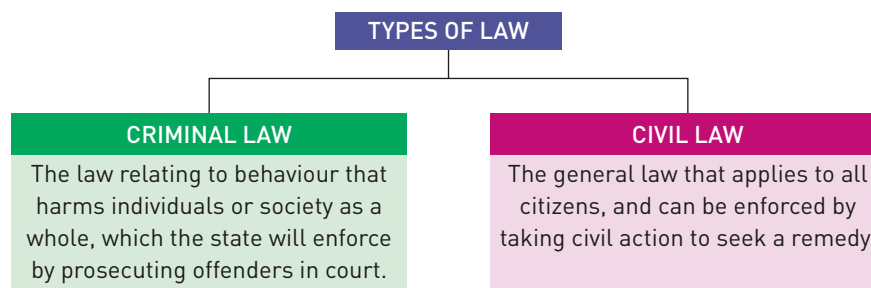 TYPES OF LAW
CRIMINAL LAW
The law relating to behaviour that
harms individuals or society as a
whole, which the state will enforce
by prosecuting offenders in court.
CIVIL LAW
The general law that applies to all
citizens, and can be enforced by
taking civil action to seek a remedy